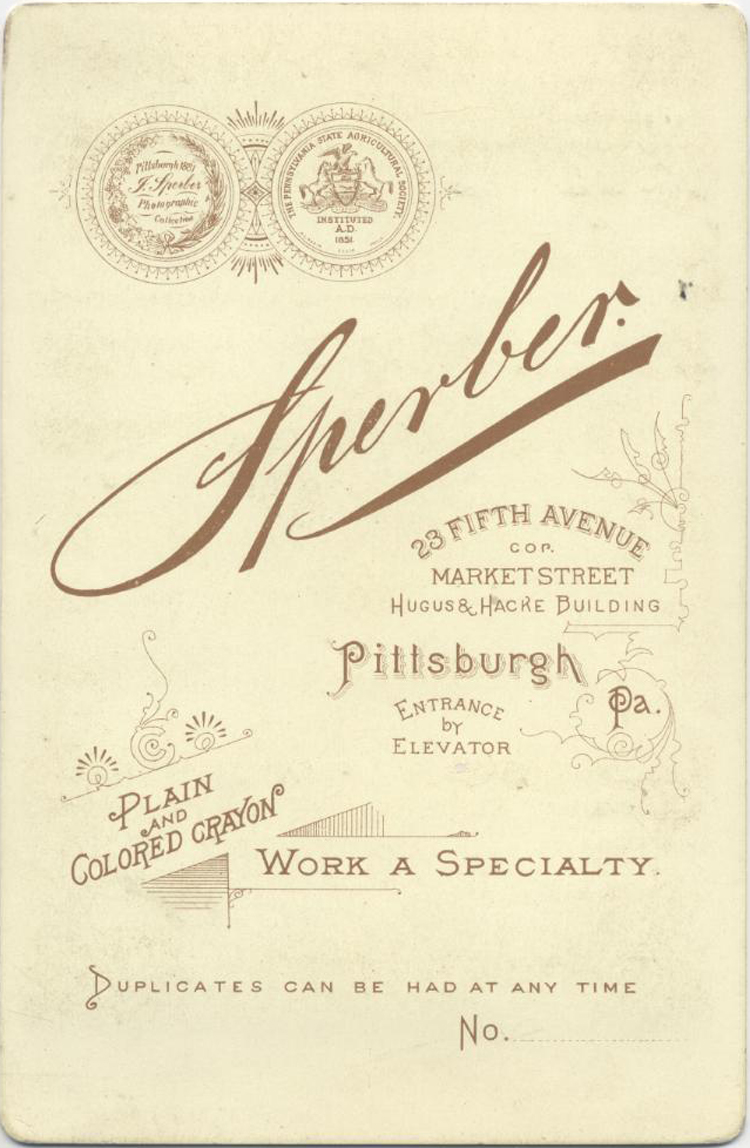 Pittsburgh 1881
J. Sperber
Photographic
Collection
THE PENNSYLVANIA STATE AGRICULTURAL SOCIETY.
INSTITUTED
A.D.
1851
Sperber.
23 FIFTH AVENUE
COR.
MARKET STREET
HUGUS & HACKE BUILDING
Pittsburgh
Pa.
ENTRANCE
by
ELEVATOR
PLAIN
AND
COLORED CRAYON
WORK A SPECIALTY.
DUPLICATES CAN BE HAD AT ANY TIME
No.